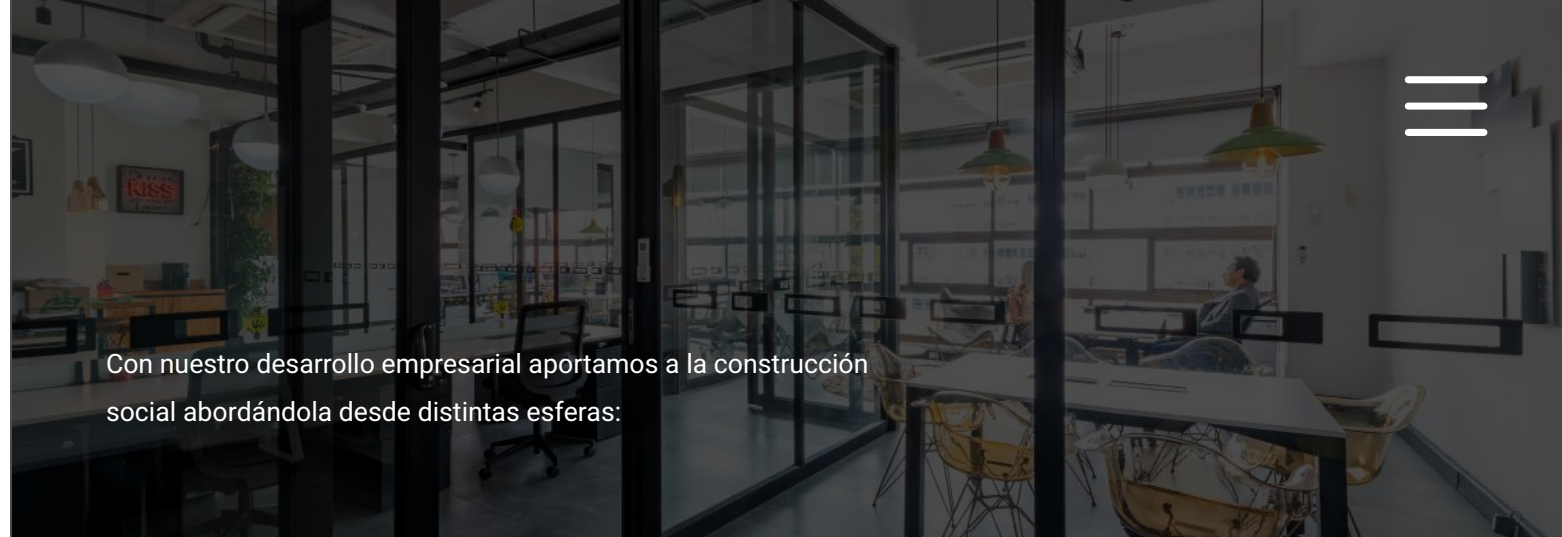 KISS
Con nuestro desarrollo empresarial aportamos a la construcción
social abordándola desde distintas esferas: